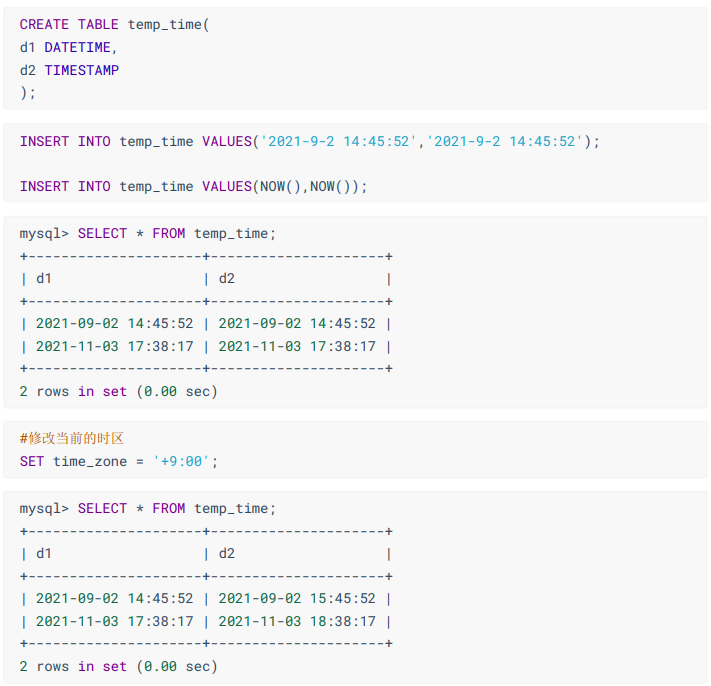 CREATE TABLE temp_time(
d1 DATETIME,
d2 TIMESTAMP
);
INSERT INTO temp_time VALUES('2021-9-2 14:45:52','2021-9-2 14:45:52');
INSERT INTO temp_time VALUES(NOW(),NOW());
mysql> SELECT * FROM temp_time;
+---------------------+---------------------+
| d1                  | d2                  |
+---------------------+---------------------+
| 2021-09-02 14:45:52 | 2021-09-02 14:45:52 |
| 2021-11-03 17:38:17 | 2021-11-03 17:38:17 |
+---------------------+---------------------+
2 rows in set (0.00 sec)
#修改当前的时区
SET time_zone = '+9:00';
mysql> SELECT * FROM temp_time;
+---------------------+---------------------+
| d1                  | d2                  |
+---------------------+---------------------+
| 2021-09-02 14:45:52 | 2021-09-02 15:45:52 |
| 2021-11-03 17:38:17 | 2021-11-03 18:38:17 |
+---------------------+---------------------+
2 rows in set (0.00 sec)